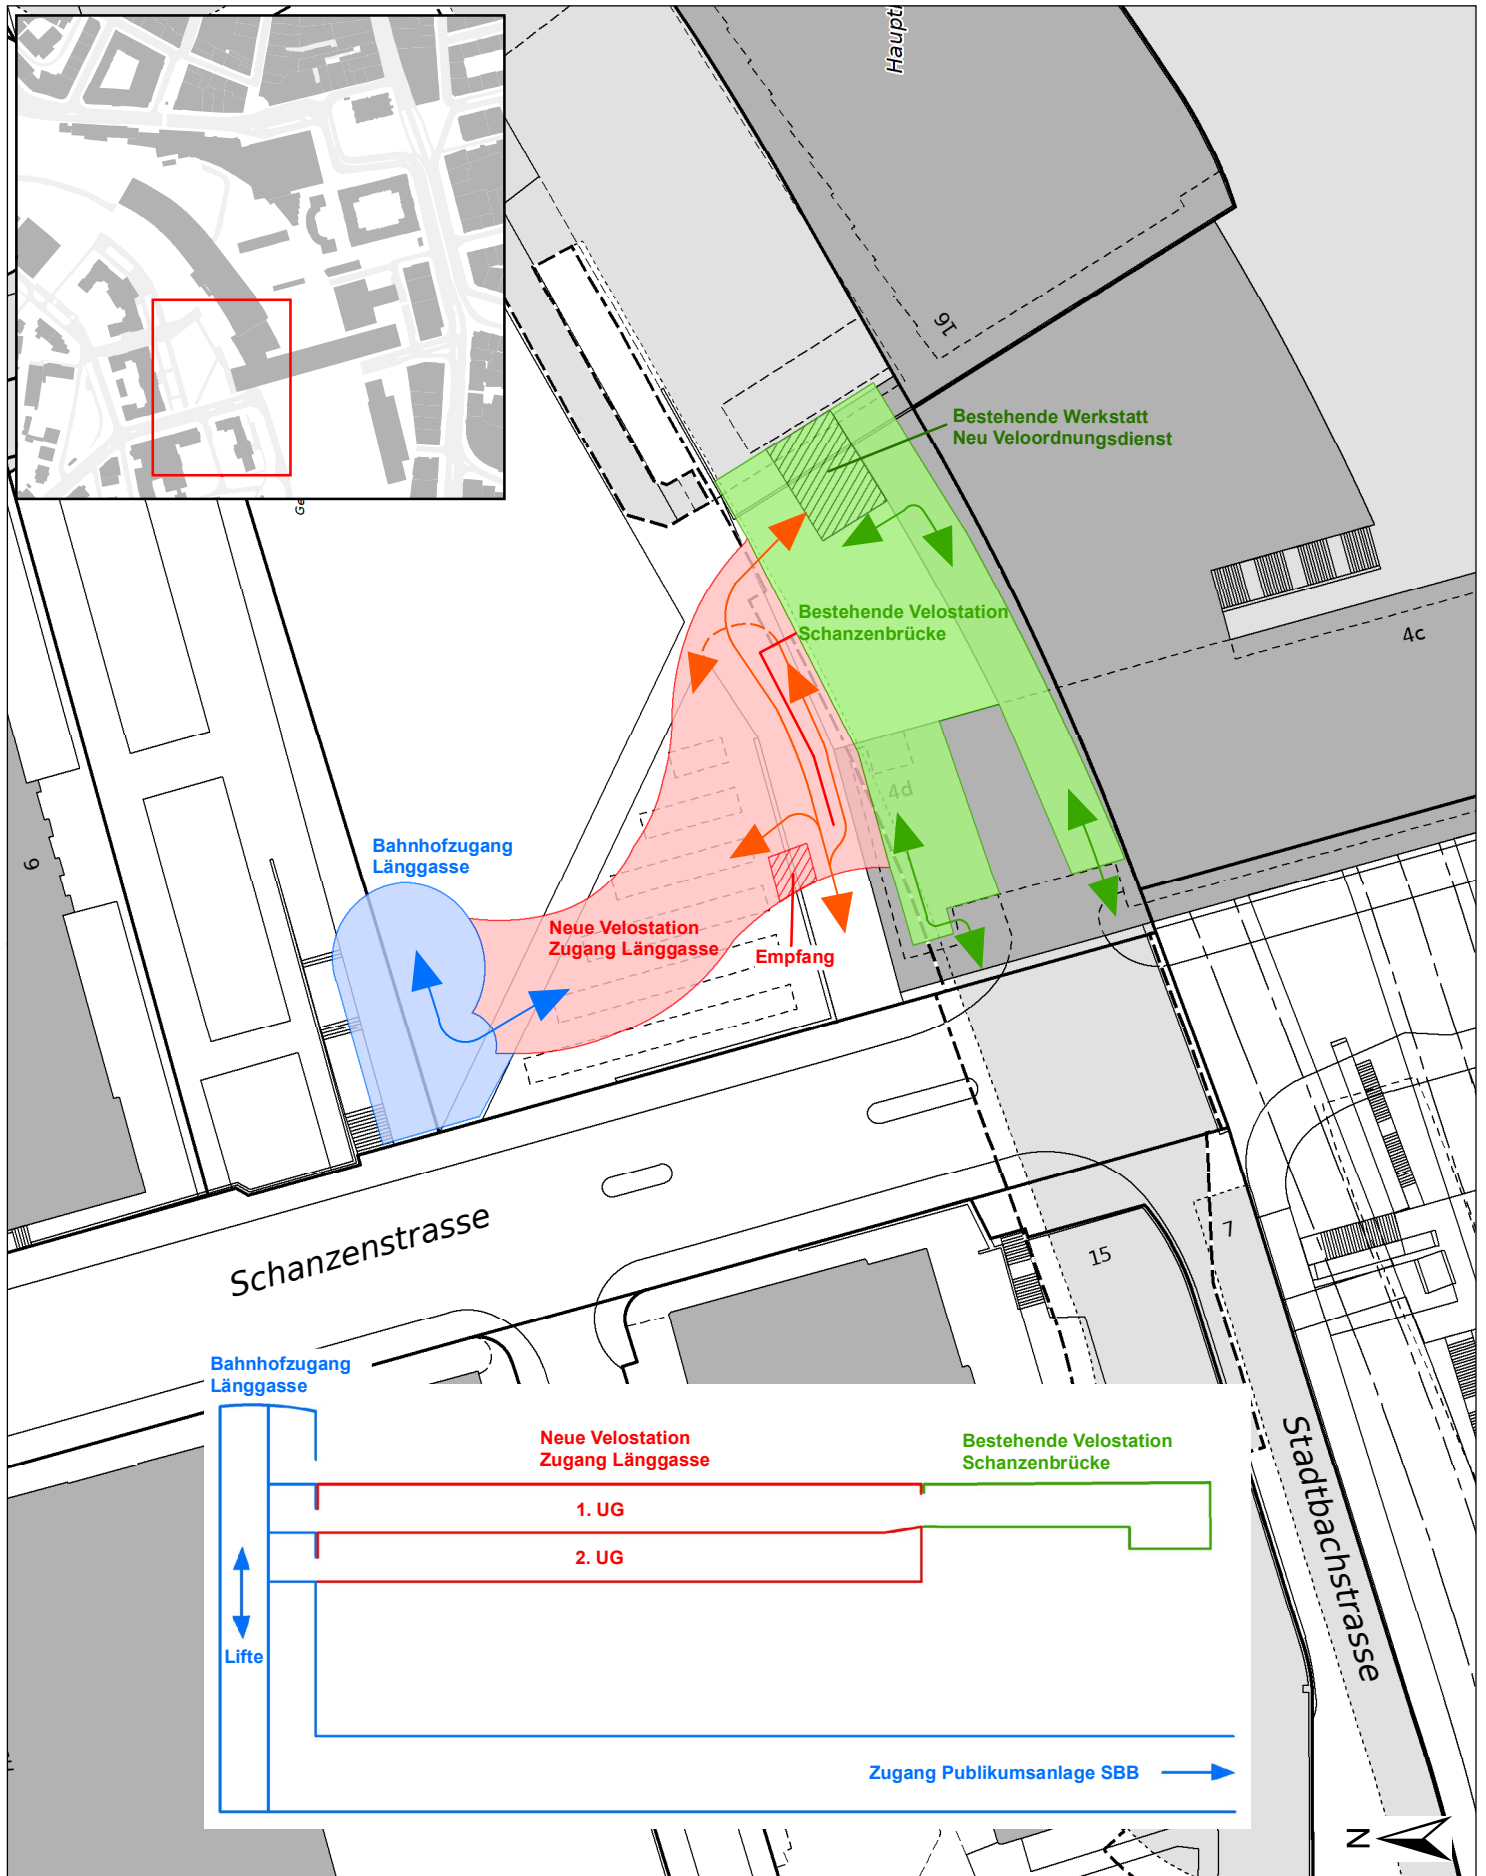 Haupt
16
Bestehende Werkstatt
Neu Veloordnungsdienst
Ge
Bestehende Velostation
Schanzenbrücke
4c
4d
9
Bahnhofzugang
Länggasse
Neue Velostation
Zugang Länggasse
Empfang
Schanzenstrasse
7
15
Bahnhofzugang
Länggasse
Neue Velostation
Zugang Länggasse
Bestehende Velostation
Schanzenbrücke
1. UG
2. UG
Lifte
Stadtbachstrasse
Zugang Publikumsanlage SBB
N